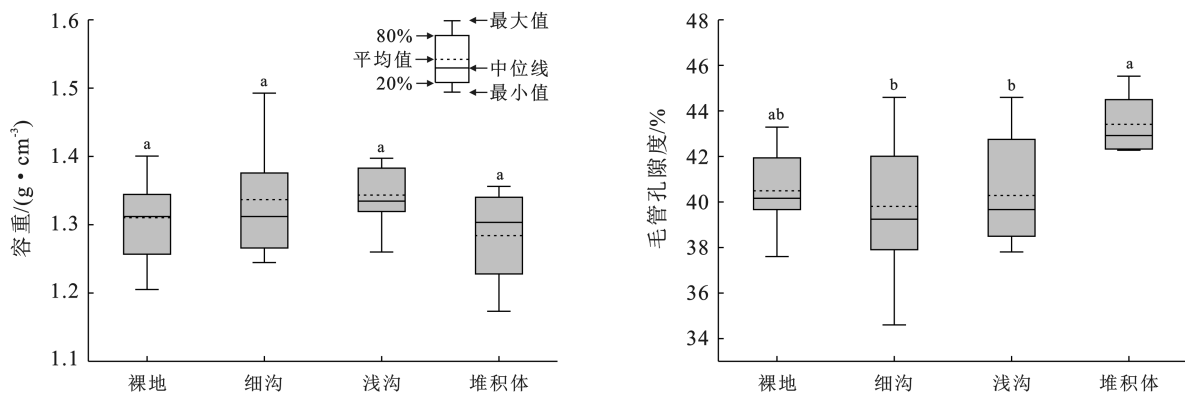 容重/(g•cm⁻³)
1.6
1.5
1.4
1.3
1.2
1.1
80%
平均值
20%
最大值
中位线
最小值
a
a
a
a
裸地
细沟
浅沟
堆积体
毛管孔隙度/%
48
46
44
42
40
38
36
34
ab
b
b
a
裸地
细沟
浅沟
堆积体